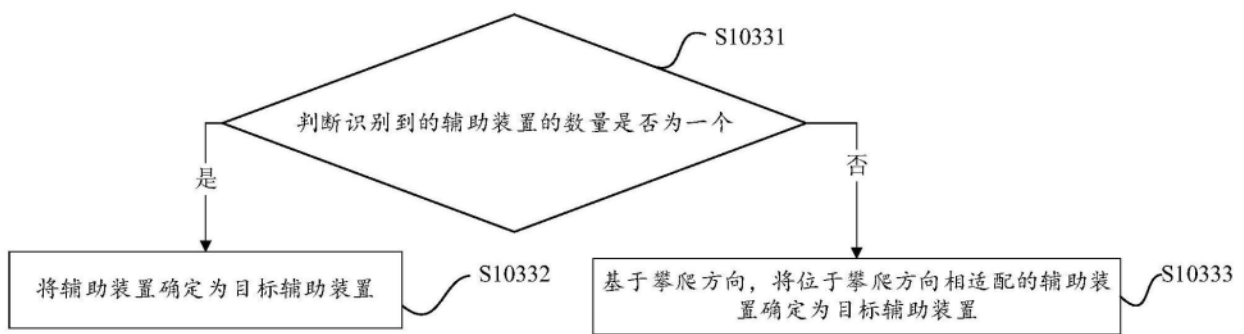 S10331
判断识别到的辅助装置的数量是否为一个
是
否
将辅助装置确定为目标辅助装置
S10332
基于攀爬方向，将位于攀爬方向相适配的辅助装
置确定为目标辅助装置
S10333